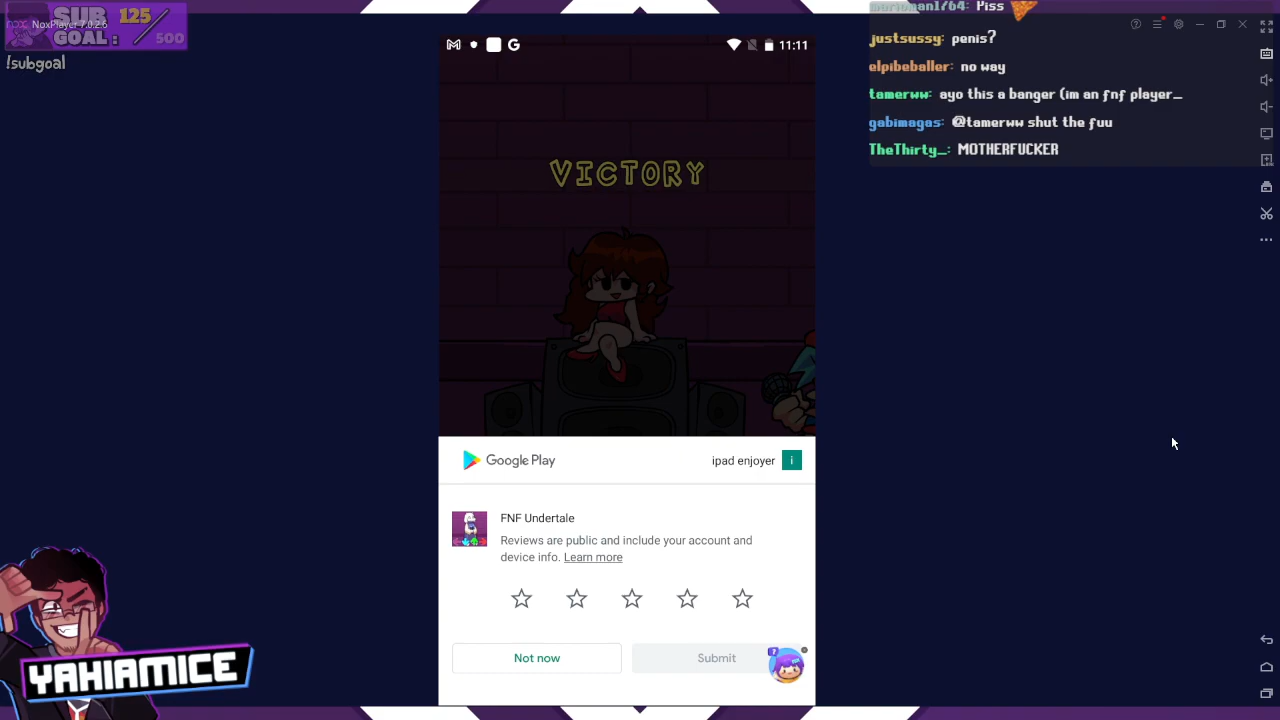 SUB 125
GOAL : 500
NoxPlayer 7.0.2.6
!subgoal
11:11
VICTORY
Google Play
ipad enjoyer
i
FNF Undertale
Reviews are public and include your account and
device info. Learn more
Not now
Submit
marioman1764: Piss
justsussy: penis?
elpibeballer: no way
tamerww: ayo this a banger (im an fnf player_
gabimagas: @tamerww shut the fuu
TheThirty_: MOTHERFUCKER
YAHIAMICE